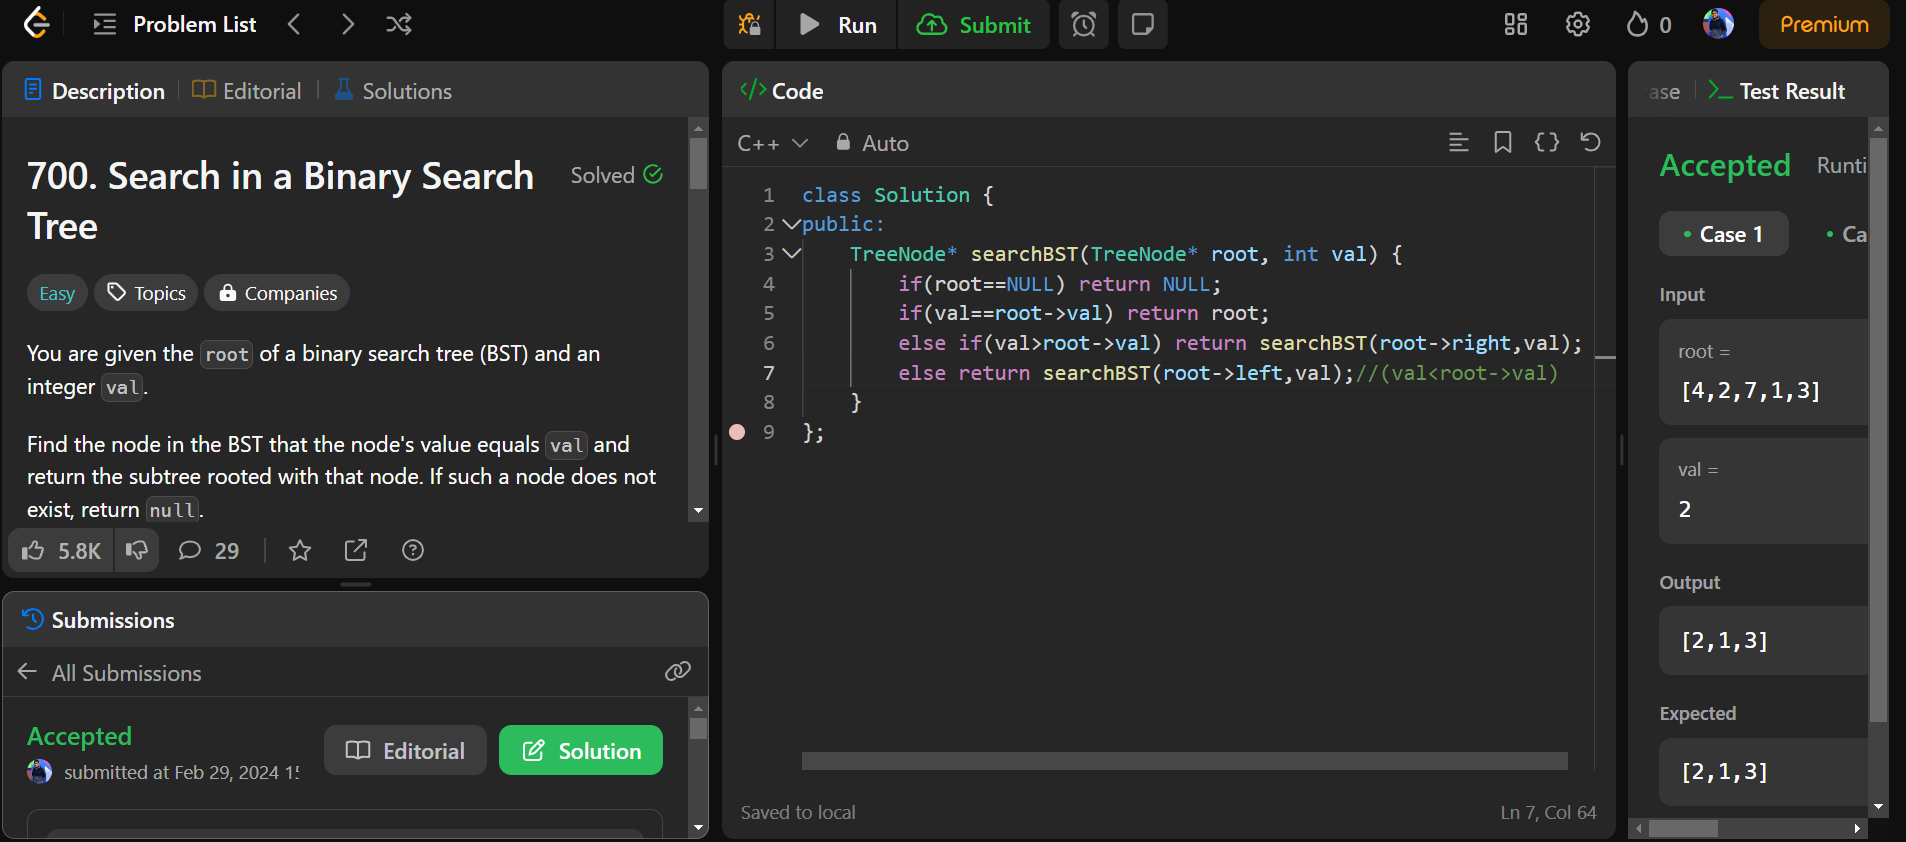 Problem List
Run
Submit
0
Premium
Description
Editorial
Solutions
700. Search in a Binary Search
Tree
Solved
Easy
Topics
Companies
You are given the root of a binary search tree (BST) and an
integer val.
Find the node in the BST that the node's value equals val and
return the subtree rooted with that node. If such a node does not
exist, return null.
5.8K
29
Submissions
All Submissions
Accepted
Editorial
Solution
submitted at Feb 29, 2024 15
Code
C++
Auto
1 class Solution {
2 public:
3 TreeNode* searchBST(TreeNode* root, int val) {
4 if(root==NULL) return NULL;
5 if(val==root->val) return root;
6 else if(val>root->val) return searchBST(root->right,val);
7 else return searchBST(root->left,val);//(val<root->val)
8 }
9 };
Saved to local
Ln 7, Col 64
ase
Test Result
Accepted
Runti
Case 1
Ca
Input
root =
[4,2,7,1,3]
val =
2
Output
[2,1,3]
Expected
[2,1,3]